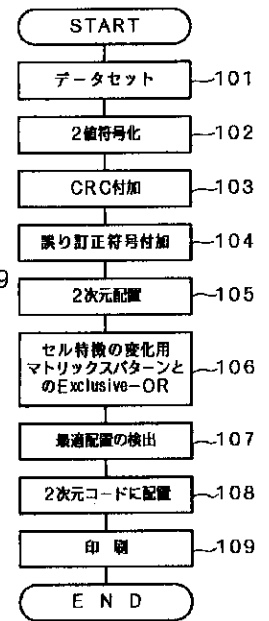 START
データセット 101
2値符号化 102
CRC付加 103
誤り訂正符号付加 104
9
2次元配置 105
セル特徴の変化用
マトリックスパターンと
のExclusive-OR 106
最適配置の検出 107
2次元コードに配置 108
印刷 109
END